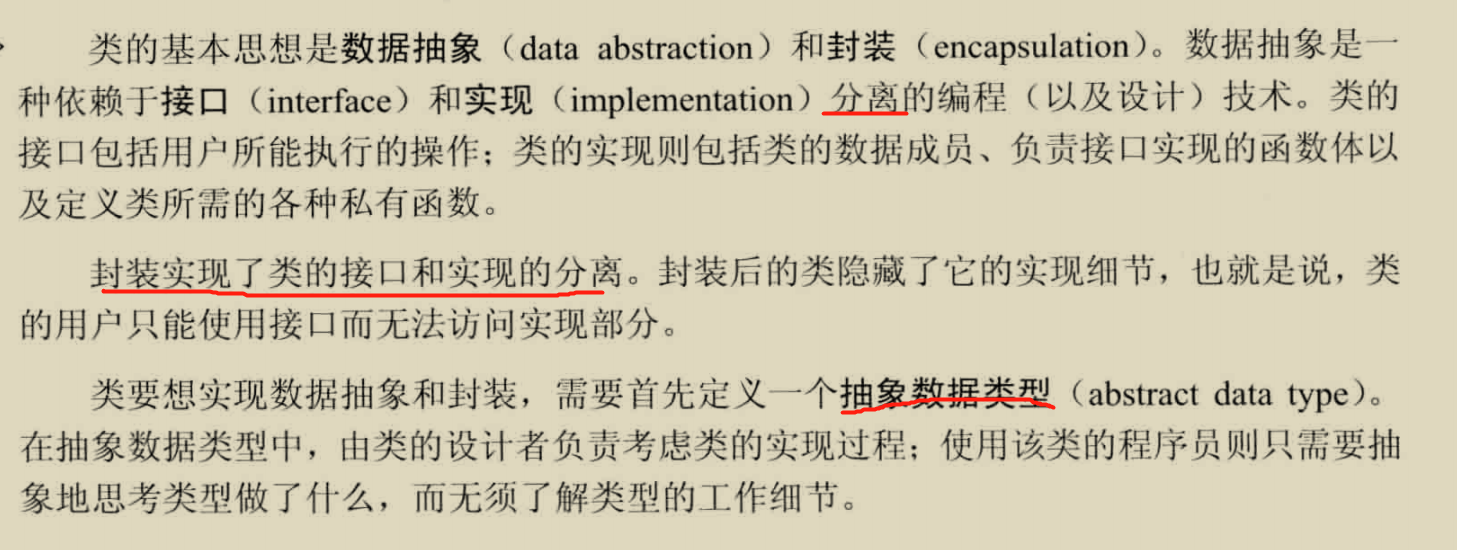 类的基本思想是数据抽象（data abstraction）和封装（encapsulation）。数据抽象是一
种依赖于接口（interface）和实现（implementation）分离的编程（以及设计）技术。类的
接口包括用户所能执行的操作；类的实现则包括类的数据成员、负责接口实现的函数体以
及定义类所需的各种私有函数。
封装实现了类的接口和实现的分离。封装后的类隐藏了它的实现细节，也就是说，类
的用户只能使用接口而无法访问实现部分。
类要想实现数据抽象和封装，需要首先定义一个抽象数据类型（abstract data type）。
在抽象数据类型中，由类的设计者负责考虑类的实现过程；使用该类的程序员则只需要抽
象地思考类型做了什么，而无须了解类型的工作细节。